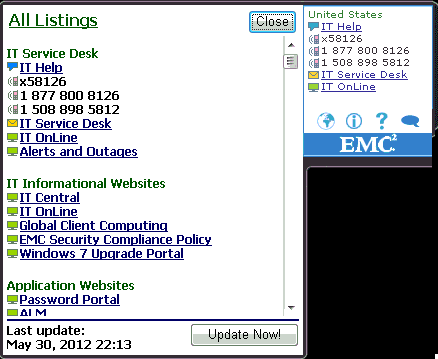 All Listings
Close
IT Service Desk
IT Help
x58126
1 877 800 8126
1 508 898 5812
IT Service Desk
IT OnLine
Alerts and Outages
IT Informational Websites
IT Central
IT OnLine
Global Client Computing
EMC Security Compliance Policy
Windows 7 Upgrade Portal
Application Websites
Password Portal
ALM
Last update:
May 30, 2012 22:13
Update Now!
United States
IT Help
x58126
1 877 800 8126
1 508 898 5812
IT Service Desk
IT OnLine
EMC²